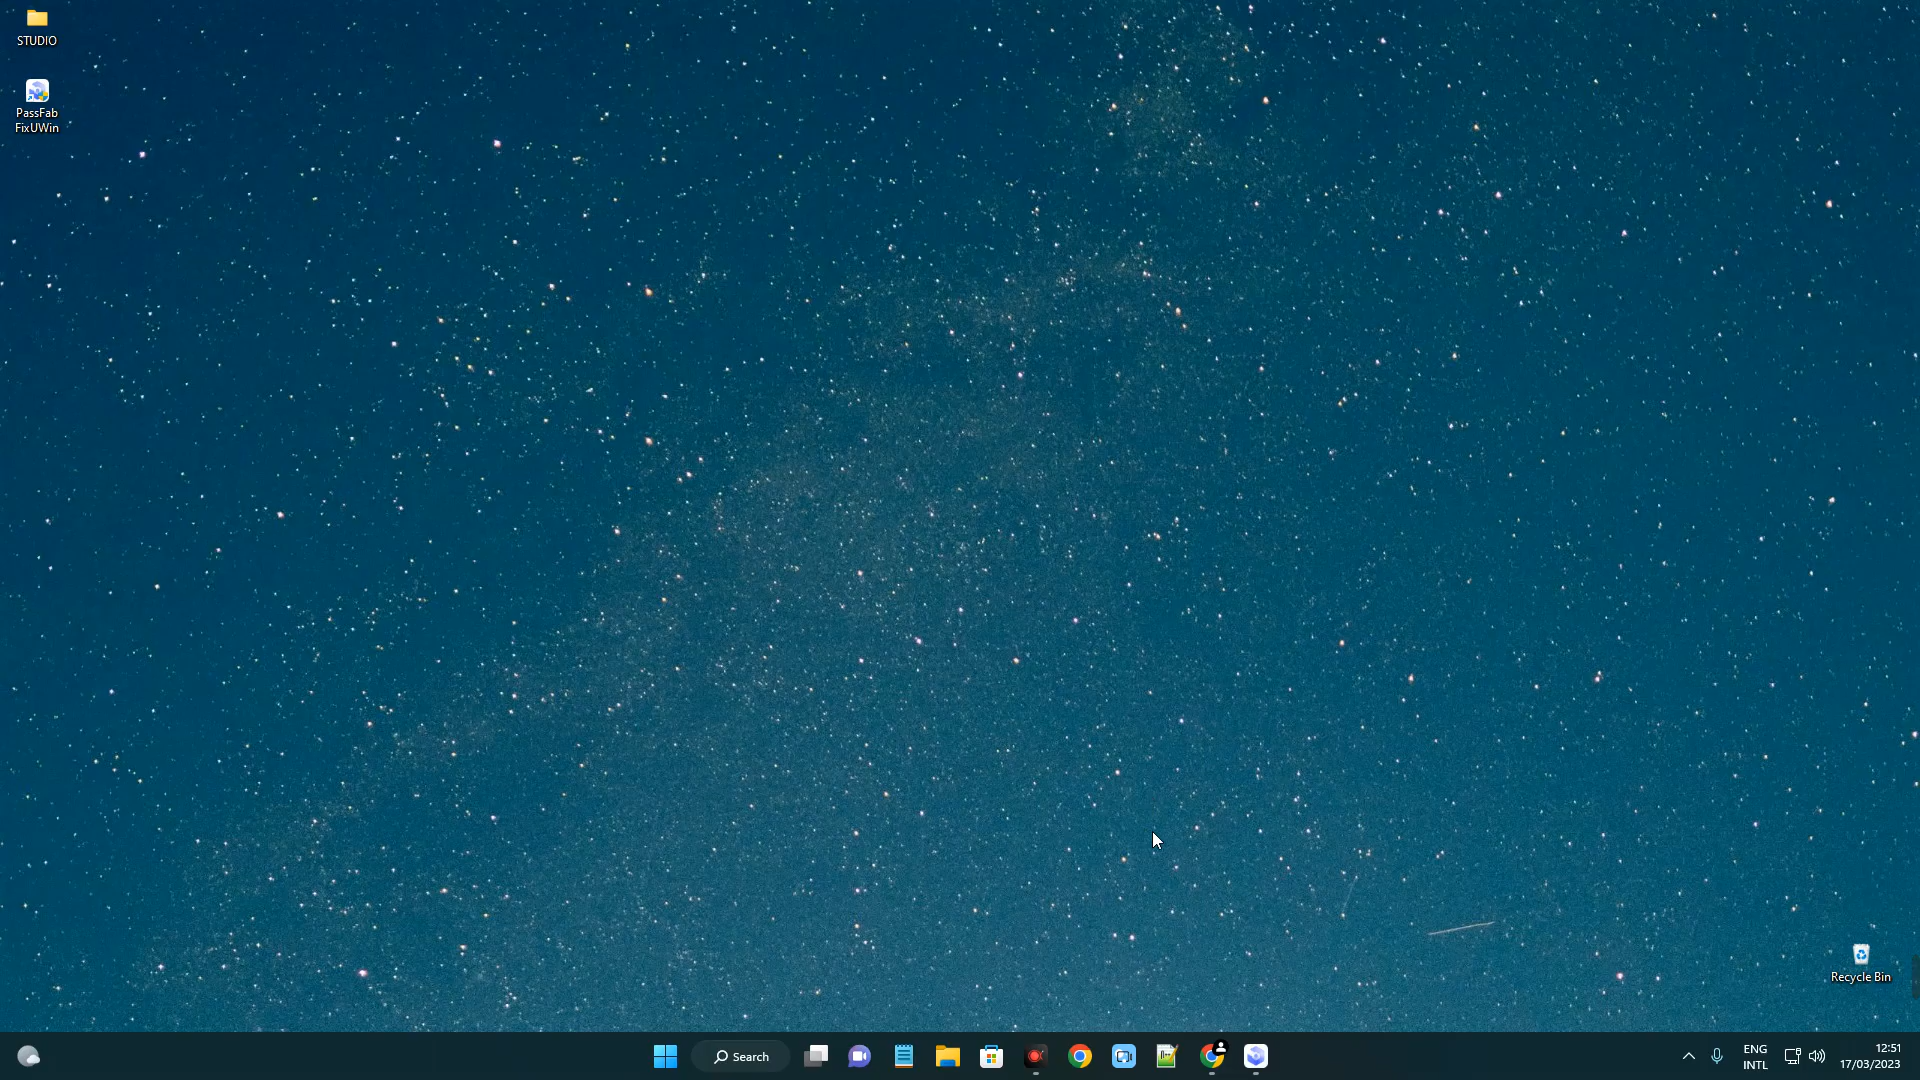 STUDIO
PassFab
FixUWin
Recycle Bin
Search
ENG
INTL
12:51
17/03/2023